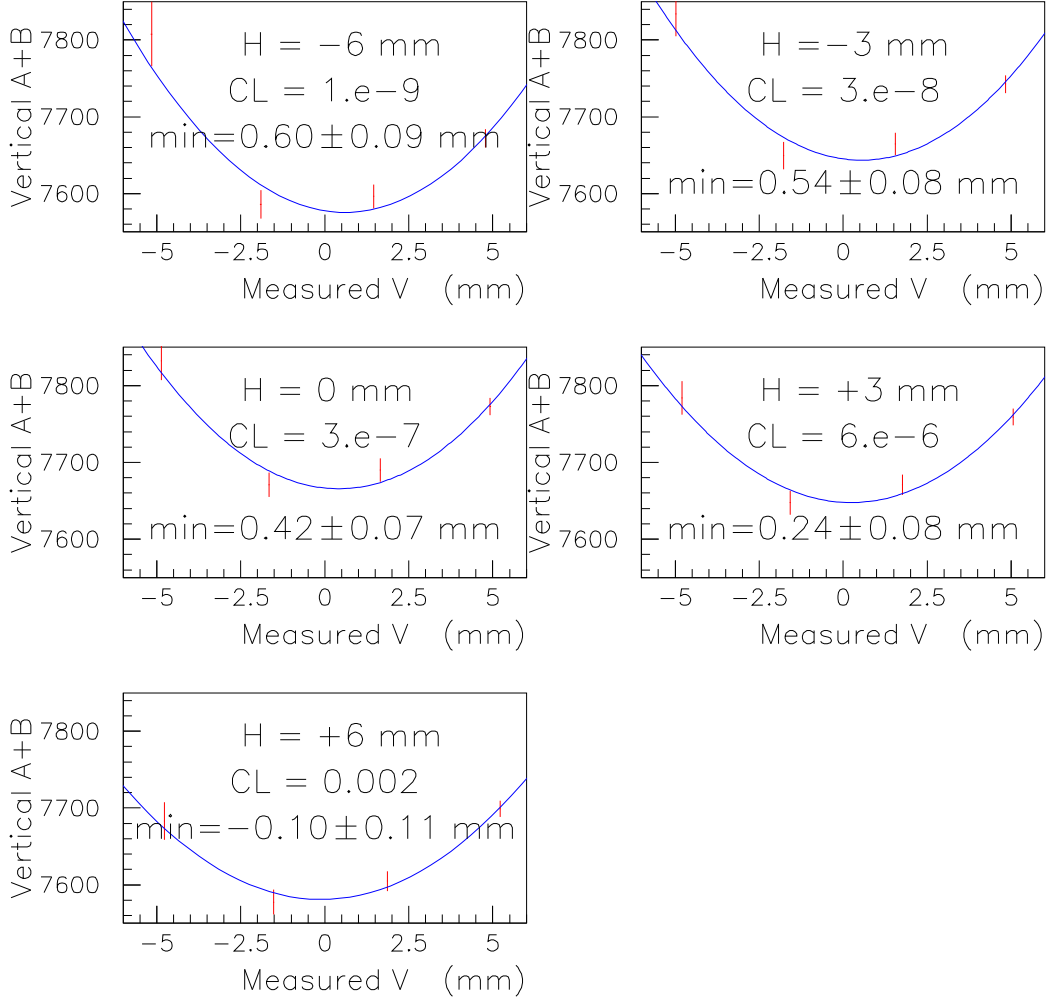 Vertical A+B
7800
7700
7600
H = −6 mm
CL = 1.e−9
min=0.60±0.09 mm
−5 −2.5 0 2.5 5
Measured V (mm)
Vertical A+B
7800
7700
7600
H =−3 mm
CL = 3.e−8
min=0.54±0.08 mm
−5 −2.5 0 2.5 5
Measured V (mm)
Vertical A+B
7800
7700
7600
H = 0 mm
CL = 3.e−7
min=0.42±0.07 mm
−5 −2.5 0 2.5 5
Measured V (mm)
Vertical A+B
7800
7700
7600
H = +3 mm
CL = 6.e−6
min=0.24±0.08 mm
−5 −2.5 0 2.5 5
Measured V (mm)
Vertical A+B
7800
7700
7600
H = +6 mm
CL = 0.002
min=−0.10±0.11 mm
−5 −2.5 0 2.5 5
Measured V (mm)